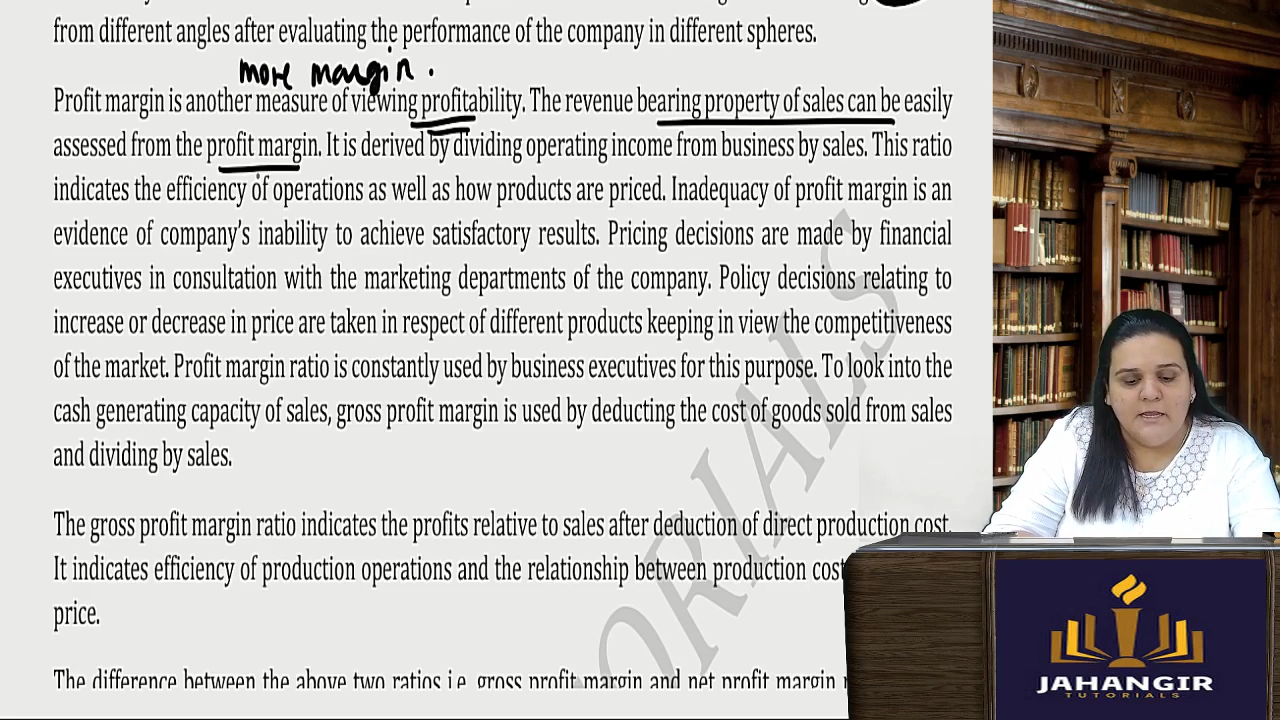 from different angles after evaluating the performance of the company in different spheres.
more margin.
Profit margin is another measure of viewing profitability. The revenue bearing property of sales can be easily
assessed from the profit margin. It is derived by dividing operating income from business by sales. This ratio
indicates the efficiency of operations as well as how products are priced. Inadequacy of profit margin is an
evidence of company's inability to achieve satisfactory results. Pricing decisions are made by financial
executives in consultation with the marketing departments of the company. Policy decisions relating to
increase or decrease in price are taken in respect of different products keeping in view the competitiveness
of the market. Profit margin ratio is constantly used by business executives for this purpose. To look into the
cash generating capacity of sales, gross profit margin is used by deducting the cost of goods sold from sales
and dividing by sales.
The gross profit margin ratio indicates the profits relative to sales after deduction of direct production cost.
It indicates efficiency of production operations and the relationship between production cost
price.
The difference between the above two ratios i.e. gross profit margin and net profit margin
ORIALS
JAHANGIR
TUTORIALS